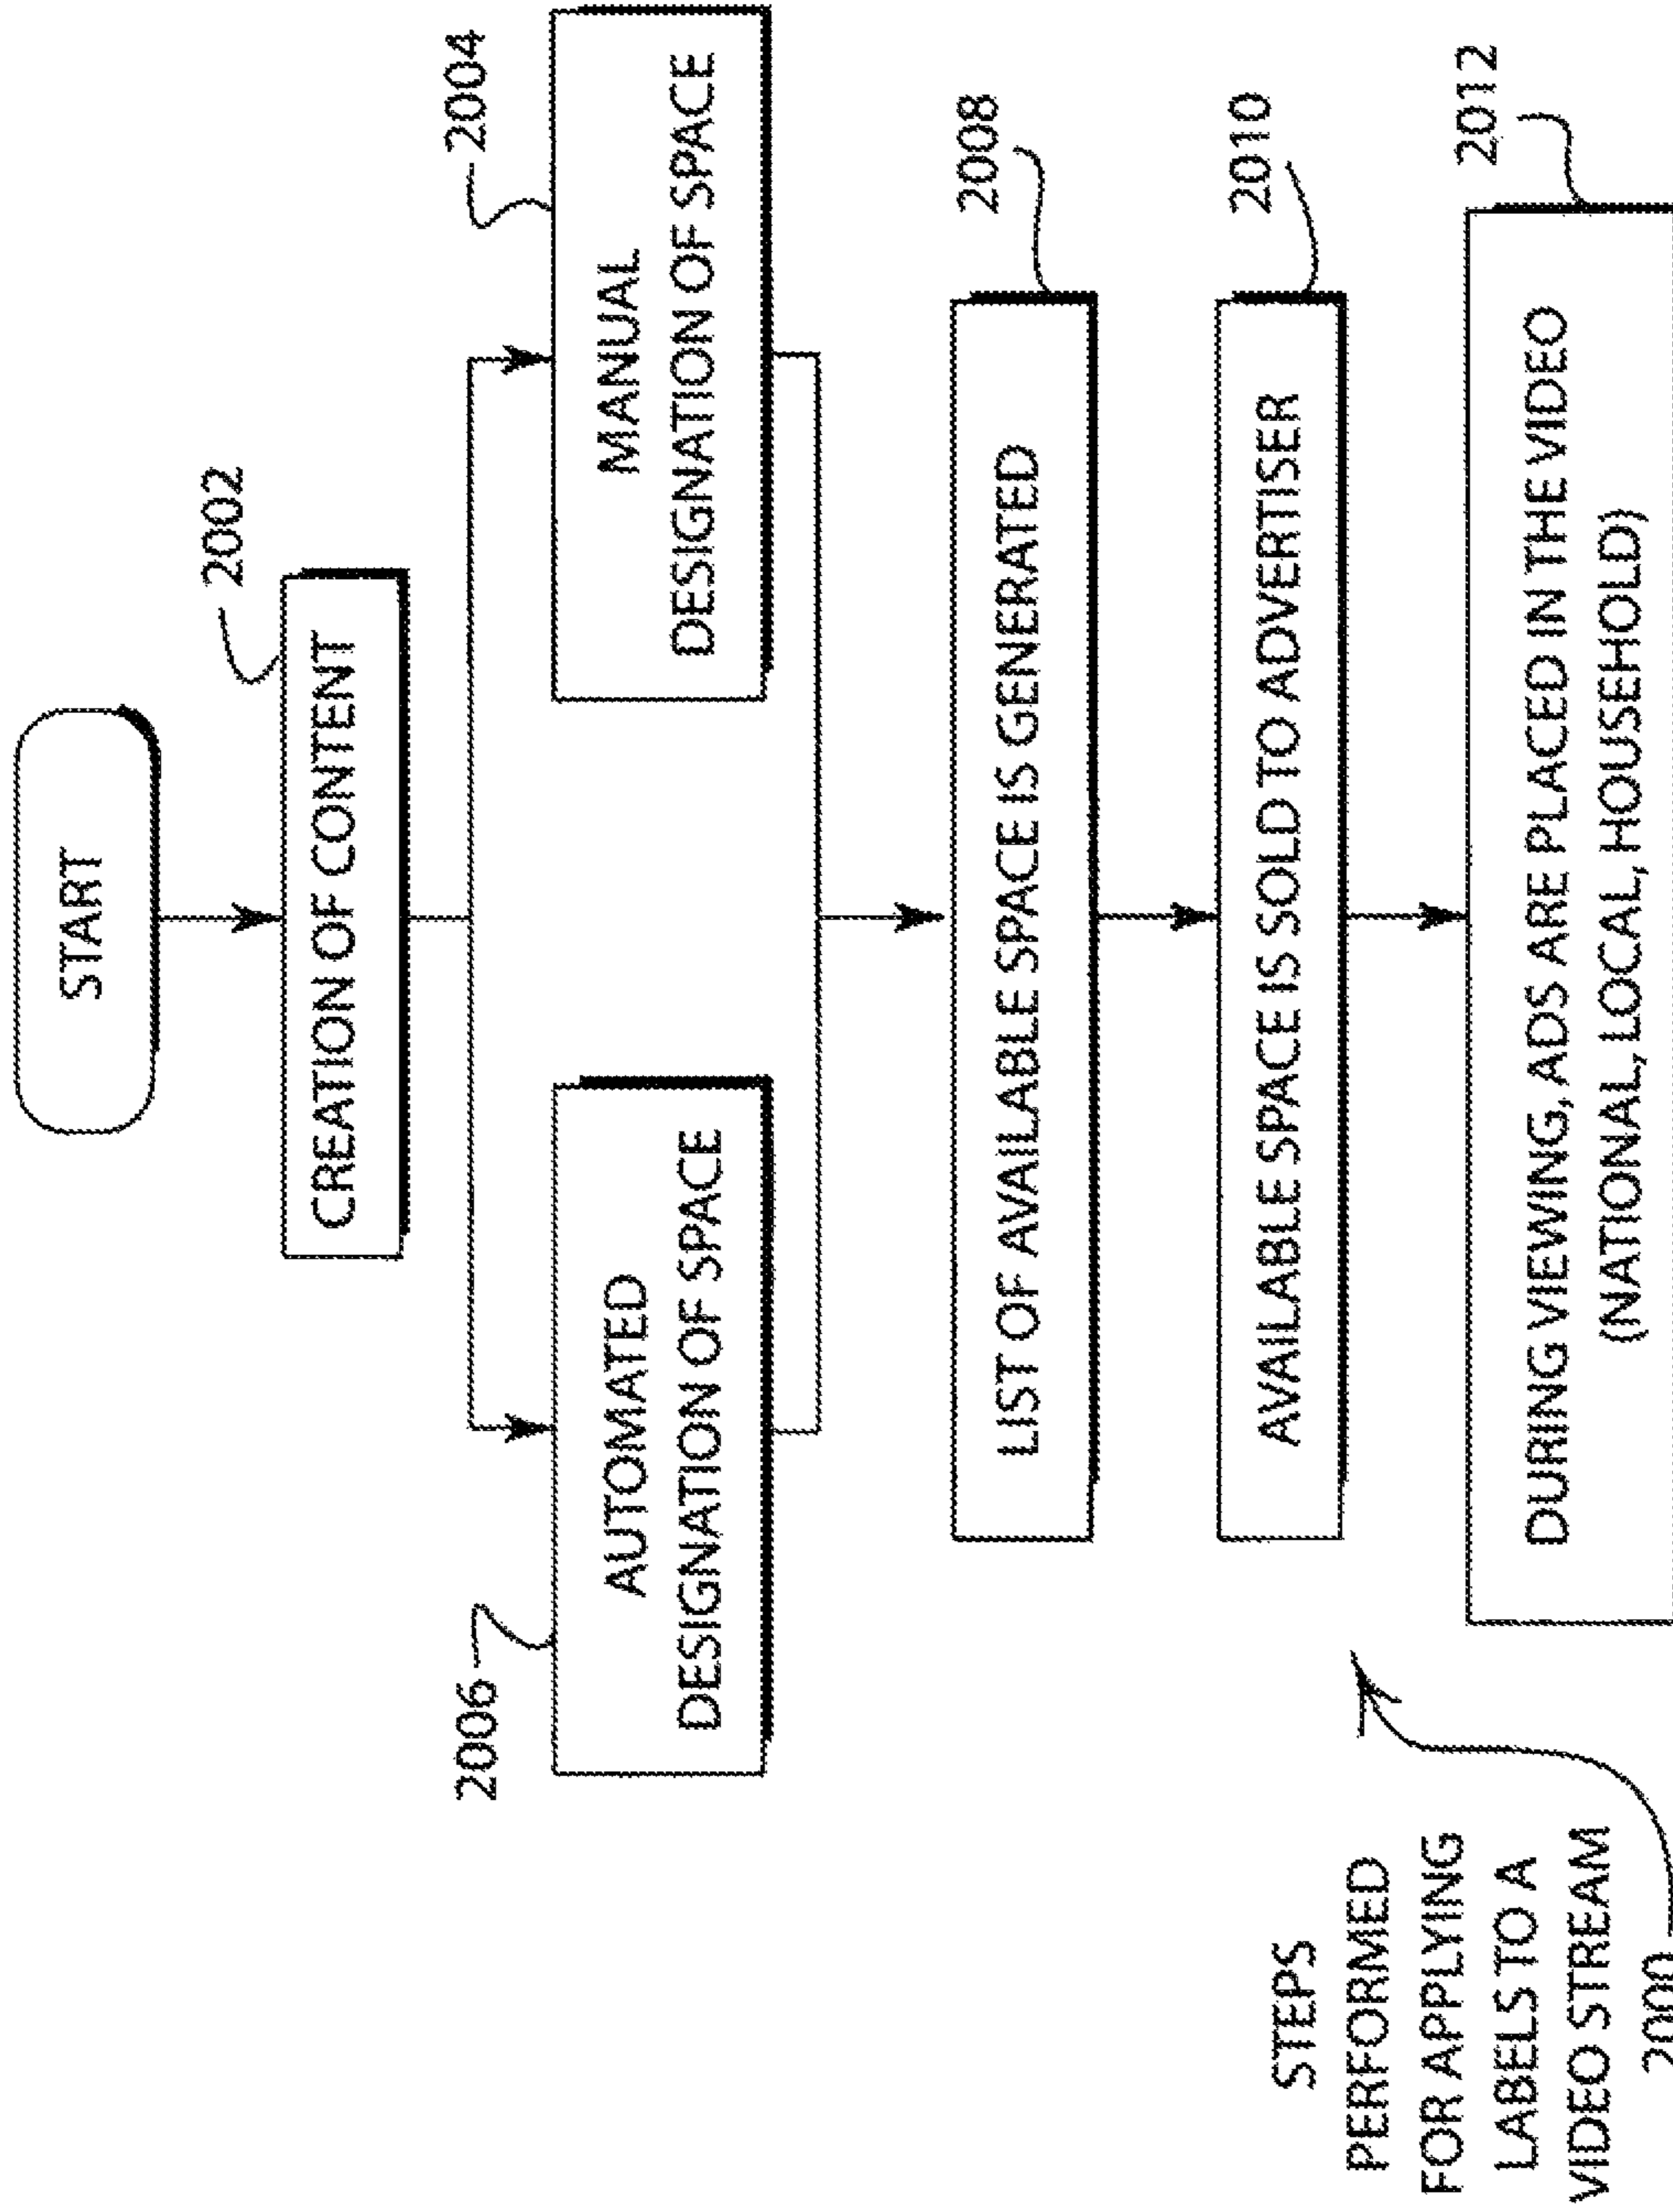 START
2002
CREATION OF CONTENT
2006
2004
AUTOMATED
DESIGNATION OF SPACE
MANUAL
DESIGNATION OF SPACE
2008
LIST OF AVAILABLE SPACE IS GENERATED
2010
AVAILABLE SPACE IS SOLD TO ADVERTISER
2012
DURING VIEWING, ADS ARE PLACED IN THE VIDEO
(NATIONAL, LOCAL, HOUSEHOLD)
STEPS
PERFORMED
FOR APPLYING
LABELS TO A
VIDEO STREAM
2000